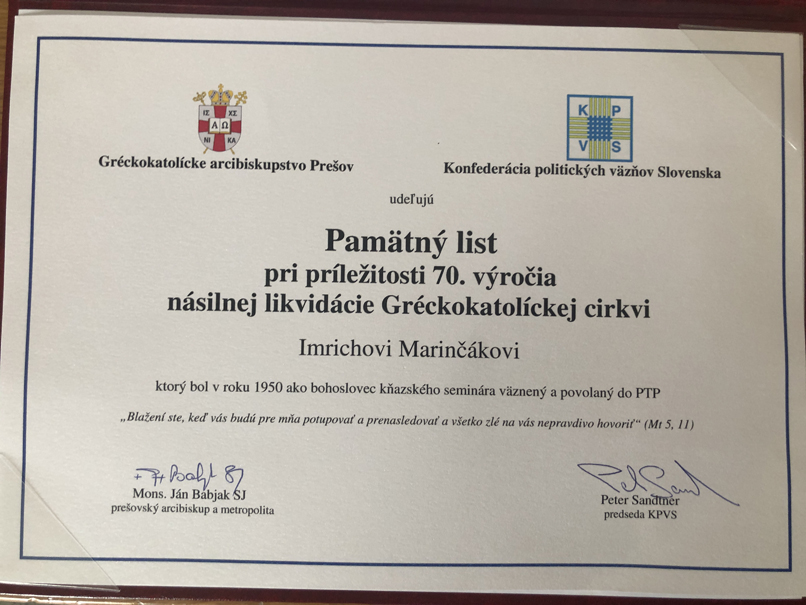 IΣ XΣ
A Ω
NI KA
K P
V S
Gréckokatolícke arcibiskupstvo Prešov
Konfederácia politických väzňov Slovenska
udeľujú
Pamätný list
pri príležitosti 70. výročia
násilnej likvidácie Gréckokatolíckej cirkvi
Imrichovi Marinčákovi
ktorý bol v roku 1950 ako bohoslovec kňazského seminára väznený a povolaný do PTP
„Blažení ste, keď vás budú pre mňa potupovať a prenasledovať a všetko zlé na vás nepravdivo hovoriť“ (Mt 5, 11)
Mons. Ján Babjak SJ
prešovský arcibiskup a metropolita
Peter Sandtner
predseda KPVS